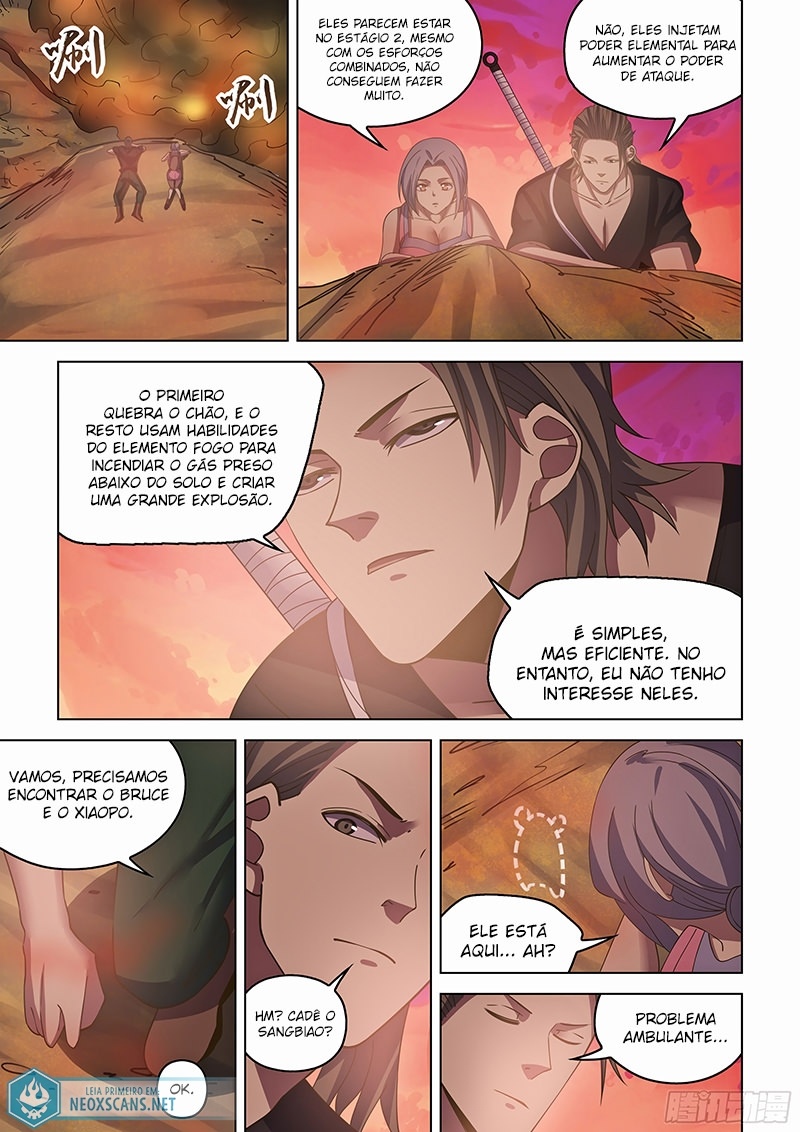 唰
唰
ELES PARECEM ESTAR
NO ESTÁGIO 2, MESMO
COM OS ESFORÇOS
COMBINADOS, NÃO
CONSEGUEM FAZER
MUITO.
NÃO, ELES INJETAM
PODER ELEMENTAL PARA
AUMENTAR O PODER
DE ATAQUE.
O PRIMEIRO
QUEBRA O CHÃO, E O
RESTO USAM HABILIDADES
DO ELEMENTO FOGO PARA
INCENDIAR O GÁS PRESO
ABAIXO DO SOLO E CRIAR
UMA GRANDE EXPLOSÃO.
É SIMPLES,
MAS EFICIENTE. NO
ENTANTO, EU NÃO TENHO
INTERESSE NELES.
VAMOS, PRECISAMOS
ENCONTRAR O BRUCE
E O XIAOPO.
OK.
HM? CADÊ O
SANGBIAO?
ELE ESTÁ
AQUI... AH?
PROBLEMA
AMBULANTE...
LEIA PRIMEIRO EM:
NEOXSCANS.NET
腾讯动漫